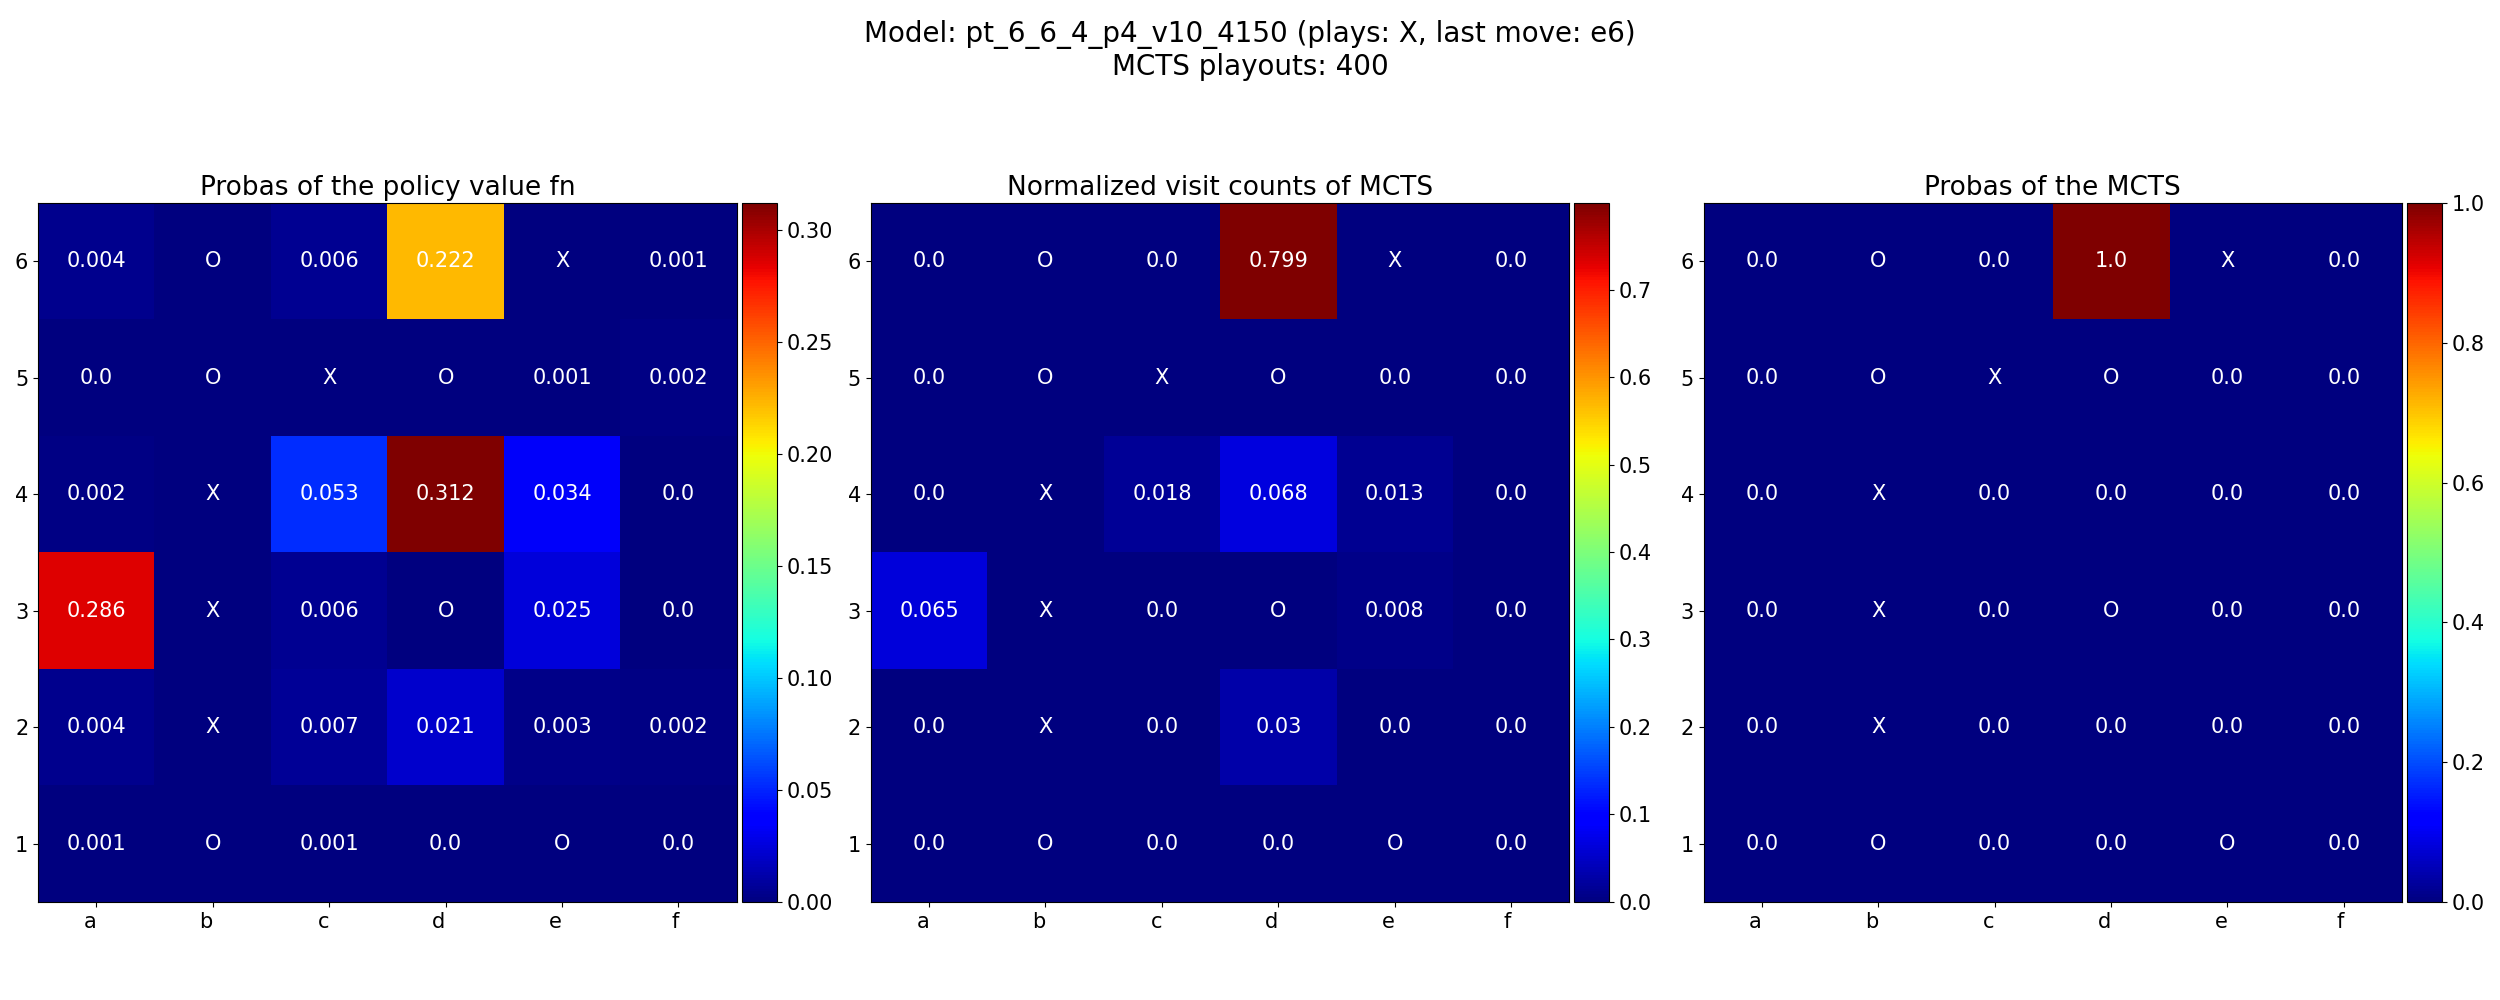 Model: pt_6_6_4_p4_v10_4150 (plays: X, last move: e6)
MCTS playouts: 400
Probas of the policy value fn
6 0.004 O 0.006 0.222 X 0.001
5 0.0 O X O 0.001 0.002
4 0.002 X 0.053 0.312 0.034 0.0
3 0.286 X 0.006 O 0.025 0.0
2 0.004 X 0.007 0.021 0.003 0.002
1 0.001 O 0.001 0.0 O 0.0
a b c d e f
0.30
0.25
0.20
0.15
0.10
0.05
0.00
Normalized visit counts of MCTS
6 0.0 O 0.0 0.799 X 0.0
5 0.0 O X O 0.0 0.0
4 0.0 X 0.018 0.068 0.013 0.0
3 0.065 X 0.0 O 0.008 0.0
2 0.0 X 0.0 0.03 0.0 0.0
1 0.0 O 0.0 0.0 O 0.0
a b c d e f
0.7
0.6
0.5
0.4
0.3
0.2
0.1
0.0
Probas of the MCTS
6 0.0 O 0.0 1.0 X 0.0
5 0.0 O X O 0.0 0.0
4 0.0 X 0.0 0.0 0.0 0.0
3 0.0 X 0.0 O 0.0 0.0
2 0.0 X 0.0 0.0 0.0 0.0
1 0.0 O 0.0 0.0 O 0.0
a b c d e f
1.0
0.8
0.6
0.4
0.2
0.0